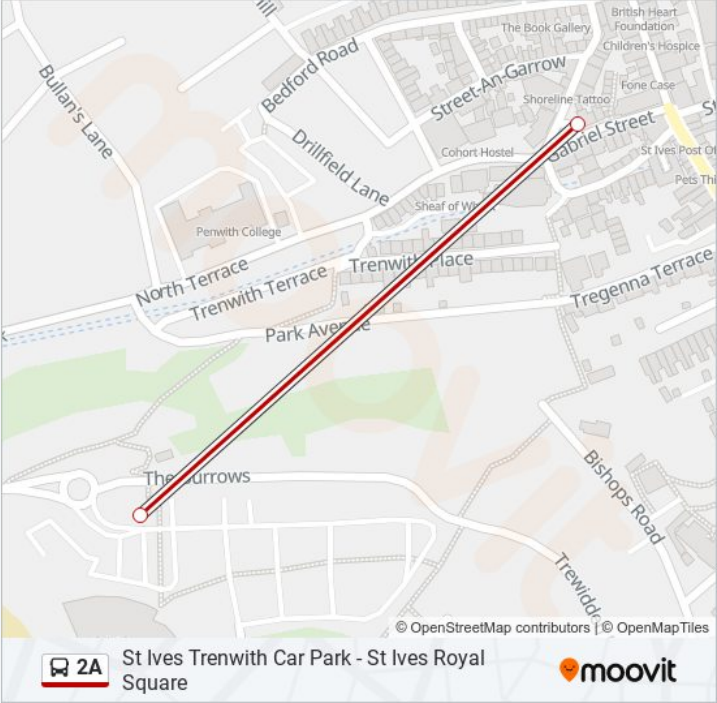 British Heart
Foundation
Children's Hospice
The Book Gallery
Bedford Road
Street-An-Garrow
Bullan's Lane
Fone Case
Shoreline Tattoo
Gabriel Street
St Ives Post
Drillfield Lane
Cohort Hostel
Pets
Sheaf of
Penwith College
Trenwith Place
North Terrace
Trenwith Terrace
Tregenna Terrace
Park Avenue
The Burrows
Bishops Road
moovit
© OpenStreetMap contributors | © OpenMapTiles
2A
St Ives Trenwith Car Park - St Ives Royal
Square
moovit